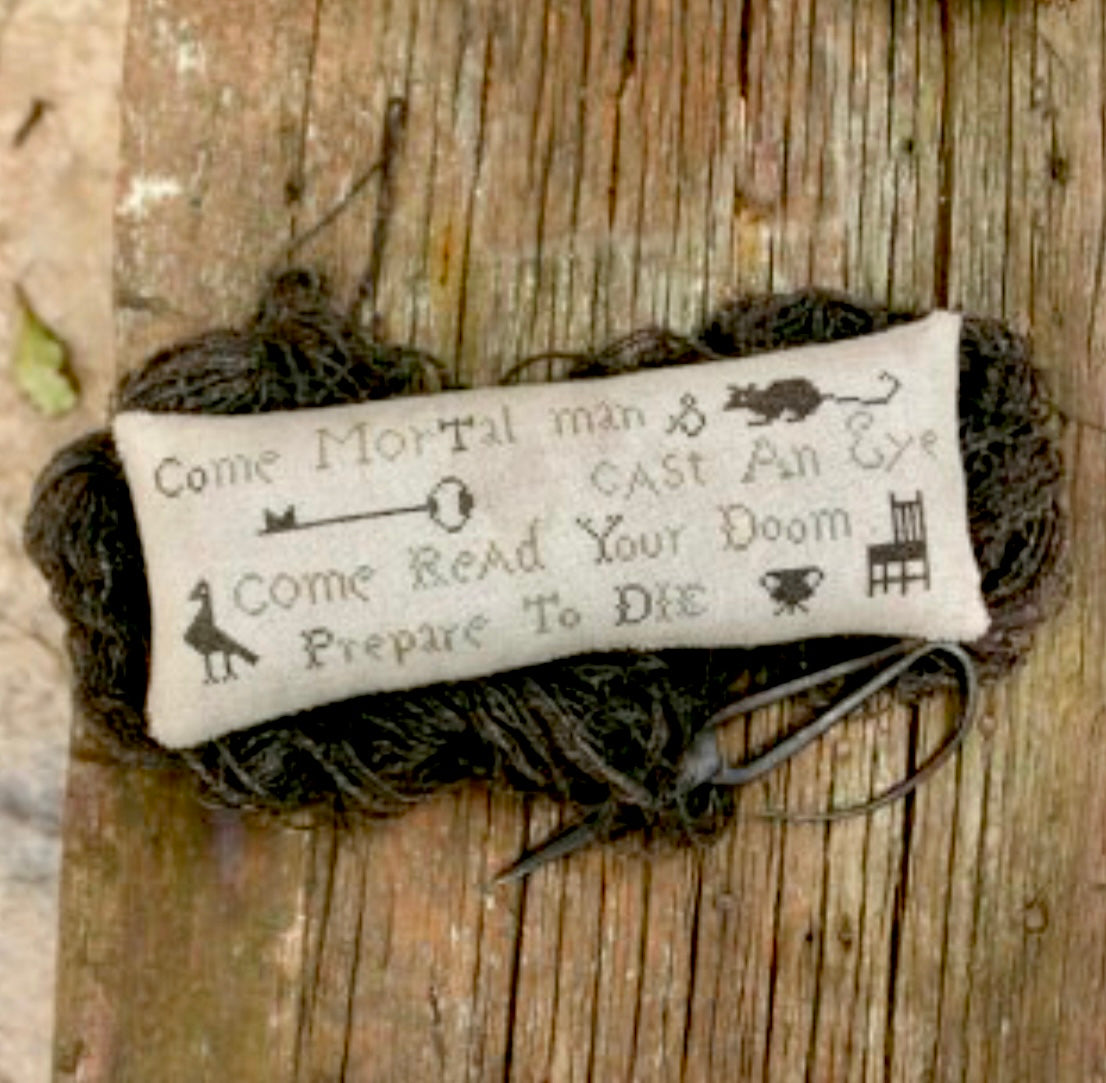 Come MorTal man &
cASt An Eye
Come ReAd Your Doom
Prepare To DiE